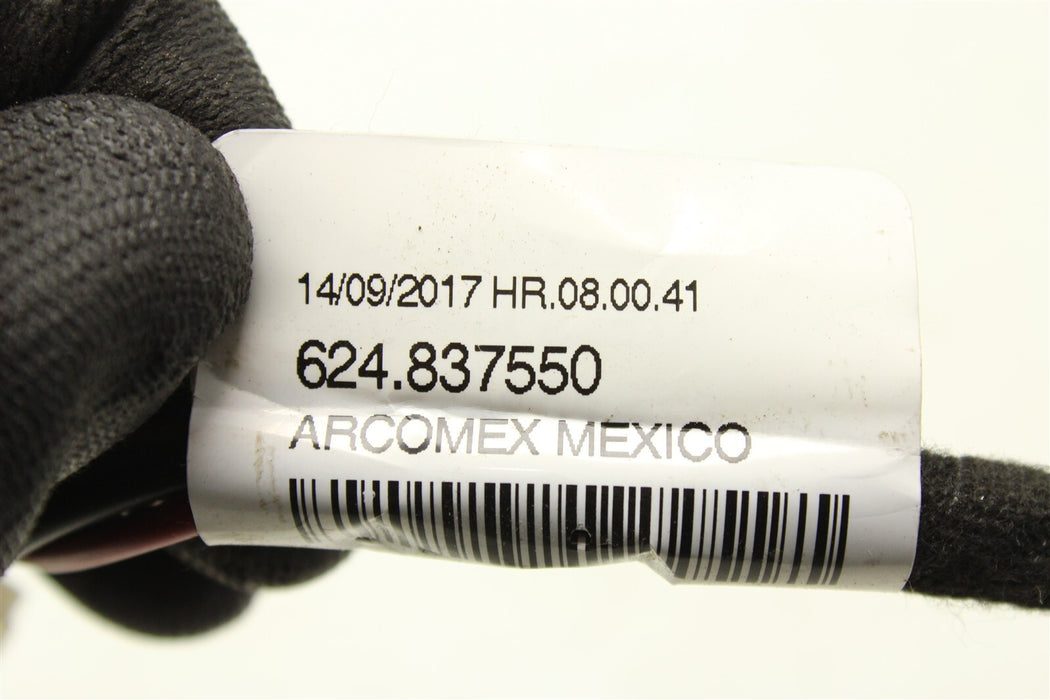 14/09/2017 HR.08.00.41
624.837550
ARCOMEX MEXICO